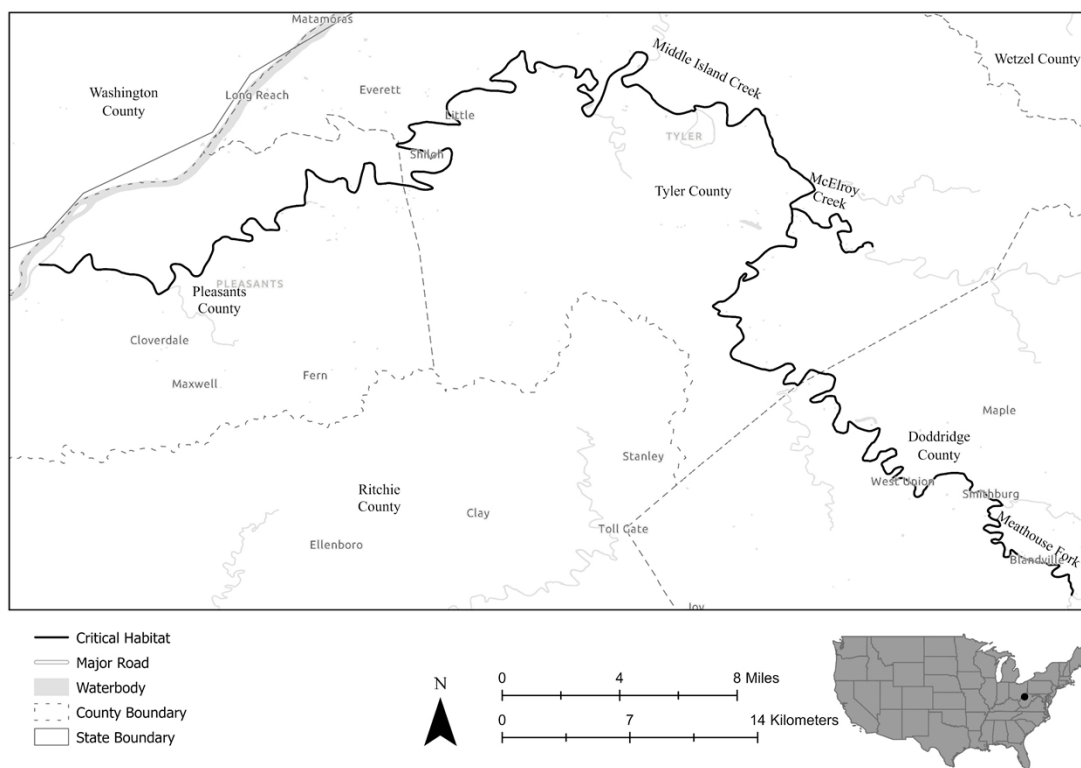 Matamoras
Middle Island Creek
Wetzel County
Washington
County
Long Reach
Everett
Little
TYLER
Shiloh
Tyler County
McElroy
Creek
PLEASANTS
Pleasants
County
Cloverdale
Maxwell
Fern
Maple
Doddridge
County
Stanley
West Union
Smithburg
Ritchie
County
Clay
Toll Gate
Meathouse Fork
Ellenboro
Blandville
Joy
Critical Habitat
Major Road
Waterbody
County Boundary
State Boundary
N
0 4 8 Miles
0 7 14 Kilometers